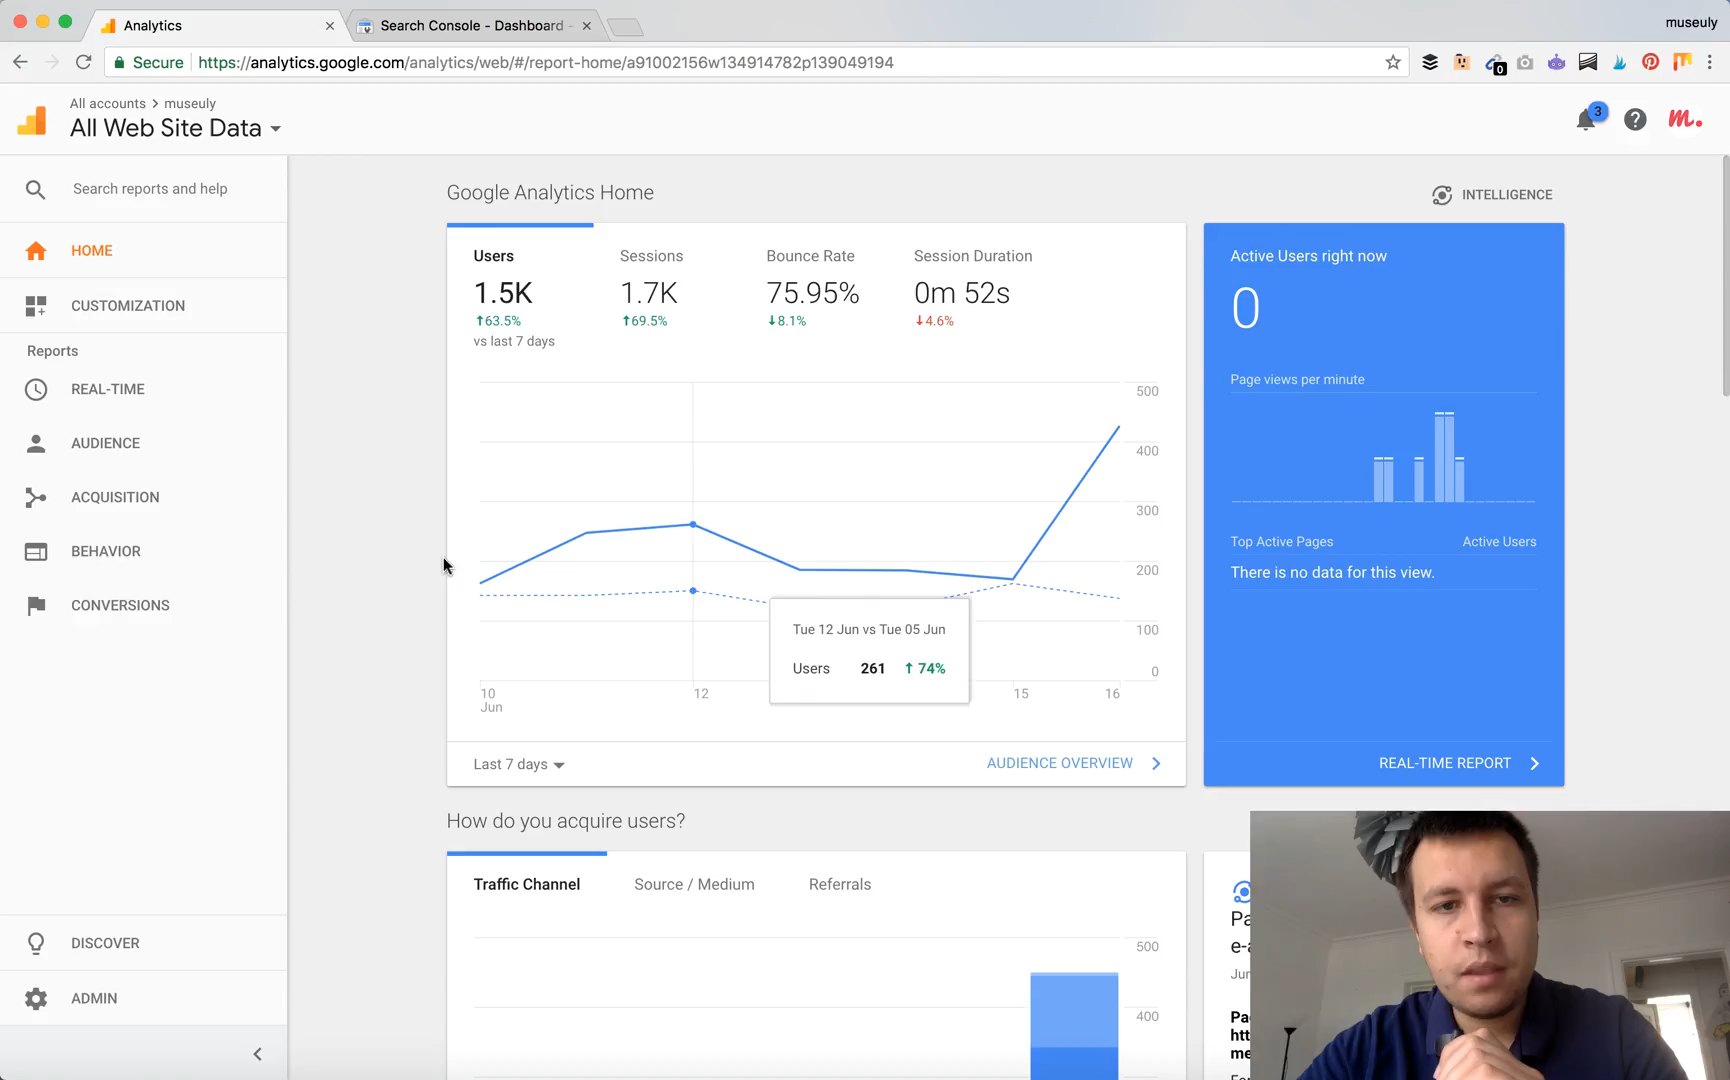 Analytics
Search Console - Dashboard -
museuly
Secure
https://analytics.google.com/analytics/web/#/report-home/a91002156w134914782p139049194
0
All accounts > museuly
All Web Site Data
3
m.
Search reports and help
HOME
CUSTOMIZATION
Reports
REAL-TIME
AUDIENCE
ACQUISITION
BEHAVIOR
CONVERSIONS
DISCOVER
ADMIN
Google Analytics Home
INTELLIGENCE
Users
Sessions
Bounce Rate
Session Duration
1.5K
1.7K
75.95%
0m 52s
↑63.5%
↑69.5%
↓8.1%
↓4.6%
vs last 7 days
500
400
300
200
100
0
Tue 12 Jun vs Tue 05 Jun
Users 261 ↑ 74%
10
Jun
12
15
16
Last 7 days
AUDIENCE OVERVIEW
Active Users right now
0
Page views per minute
Top Active Pages
Active Users
There is no data for this view.
REAL-TIME REPORT
How do you acquire users?
Traffic Channel
Source / Medium
Referrals
500
400